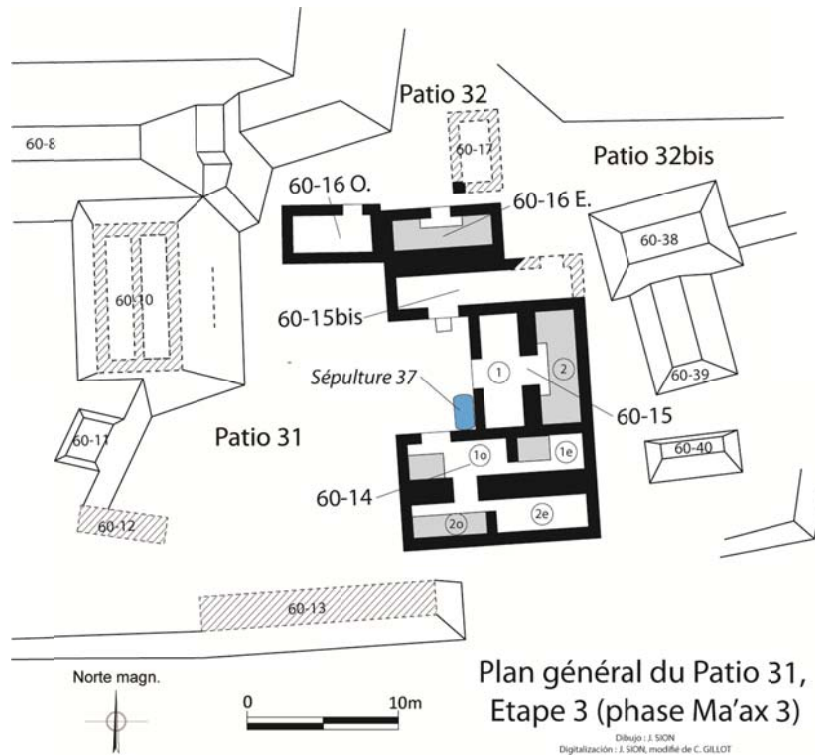 Patio 32
60-8
60-17
Patio 32bis
60-16 O.
60-16 E.
60-38
60-10
60-15bis
Sépulture 37
1
2
60-39
60-15
60-11
Patio 31
60-40
1o
1e
60-14
60-12
2o
2e
60-13
Norte magn.
0
10m
Plan général du Patio 31,
Etape 3 (phase Ma'ax 3)
Dibujo : J. SION
Digitalización : J. SION, modifié de C. GILLOT